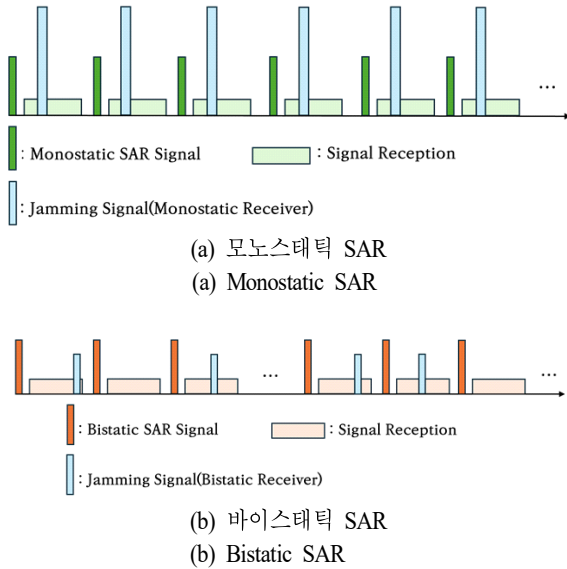 ...
: Monostatic SAR Signal
: Signal Reception
: Jamming Signal(Monostatic Receiver)
(a) 모노스태틱 SAR
(a) Monostatic SAR
... ...
: Bistatic SAR Signal
: Signal Reception
: Jamming Signal(Bistatic Receiver)
(b) 바이스태틱 SAR
(b) Bistatic SAR